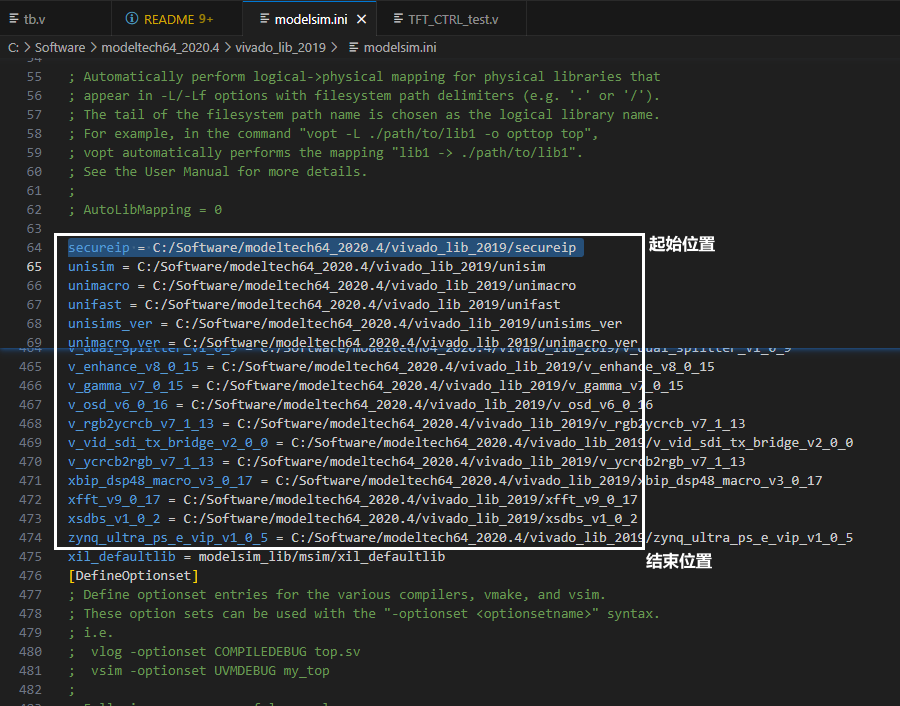 tb.v
README 9+
modelsim.ini
TFT_CTRL_test.v
C: > Software > modeltech64_2020.4 > vivado_lib_2019 > modelsim.ini
54
55 ; Automatically perform logical->physical mapping for physical libraries that
56 ; appear in -L/-Lf options with filesystem path delimiters (e.g. '.' or '/').
57 ; The tail of the filesystem path name is chosen as the logical library name.
58 ; For example, in the command "vopt -L ./path/to/lib1 -o opttop top",
59 ; vopt automatically performs the mapping "lib1 -> ./path/to/lib1".
60 ; See the User Manual for more details.
61 ;
62 ; AutoLibMapping = 0
63
64 secureip = C:/Software/modeltech64_2020.4/vivado_lib_2019/secureip
起始位置
65 unisim = C:/Software/modeltech64_2020.4/vivado_lib_2019/unisim
66 unimacro = C:/Software/modeltech64_2020.4/vivado_lib_2019/unimacro
67 unifast = C:/Software/modeltech64_2020.4/vivado_lib_2019/unifast
68 unisims_ver = C:/Software/modeltech64_2020.4/vivado_lib_2019/unisims_ver
69 unimacro_ver = C:/Software/modeltech64_2020.4/vivado_lib_2019/unimacro_ver
464 v_dual_splitter_v1_0_9 = C:/Software/modeltech64_2020.4/vivado_lib_2019/v_dual_splitter_v1_0_9
465 v_enhance_v8_0_15 = C:/Software/modeltech64_2020.4/vivado_lib_2019/v_enhance_v8_0_15
466 v_gamma_v7_0_15 = C:/Software/modeltech64_2020.4/vivado_lib_2019/v_gamma_v7_0_15
467 v_osd_v6_0_16 = C:/Software/modeltech64_2020.4/vivado_lib_2019/v_osd_v6_0_16
468 v_rgb2ycrcb_v7_1_13 = C:/Software/modeltech64_2020.4/vivado_lib_2019/v_rgb2ycrcb_v7_1_13
469 v_vid_sdi_tx_bridge_v2_0_0 = C:/Software/modeltech64_2020.4/vivado_lib_2019/v_vid_sdi_tx_bridge_v2_0_0
470 v_ycrcb2rgb_v7_1_13 = C:/Software/modeltech64_2020.4/vivado_lib_2019/v_ycrcb2rgb_v7_1_13
471 xbip_dsp48_macro_v3_0_17 = C:/Software/modeltech64_2020.4/vivado_lib_2019/xbip_dsp48_macro_v3_0_17
472 xfft_v9_0_17 = C:/Software/modeltech64_2020.4/vivado_lib_2019/xfft_v9_0_17
473 xsdbs_v1_0_2 = C:/Software/modeltech64_2020.4/vivado_lib_2019/xsdbs_v1_0_2
474 zynq_ultra_ps_e_vip_v1_0_5 = C:/Software/modeltech64_2020.4/vivado_lib_2019/zynq_ultra_ps_e_vip_v1_0_5
475 xil_defaultlib = modelsim_lib/msim/xil_defaultlib
结束位置
476 [DefineOptionset]
477 ; Define optionset entries for the various compilers, vmake, and vsim.
478 ; These option sets can be used with the "-optionset <optionsetname>" syntax.
479 ; i.e.
480 ;  vlog -optionset COMPILEDEBUG top.sv
481 ;  vsim -optionset UVMDEBUG my_top
482 ;